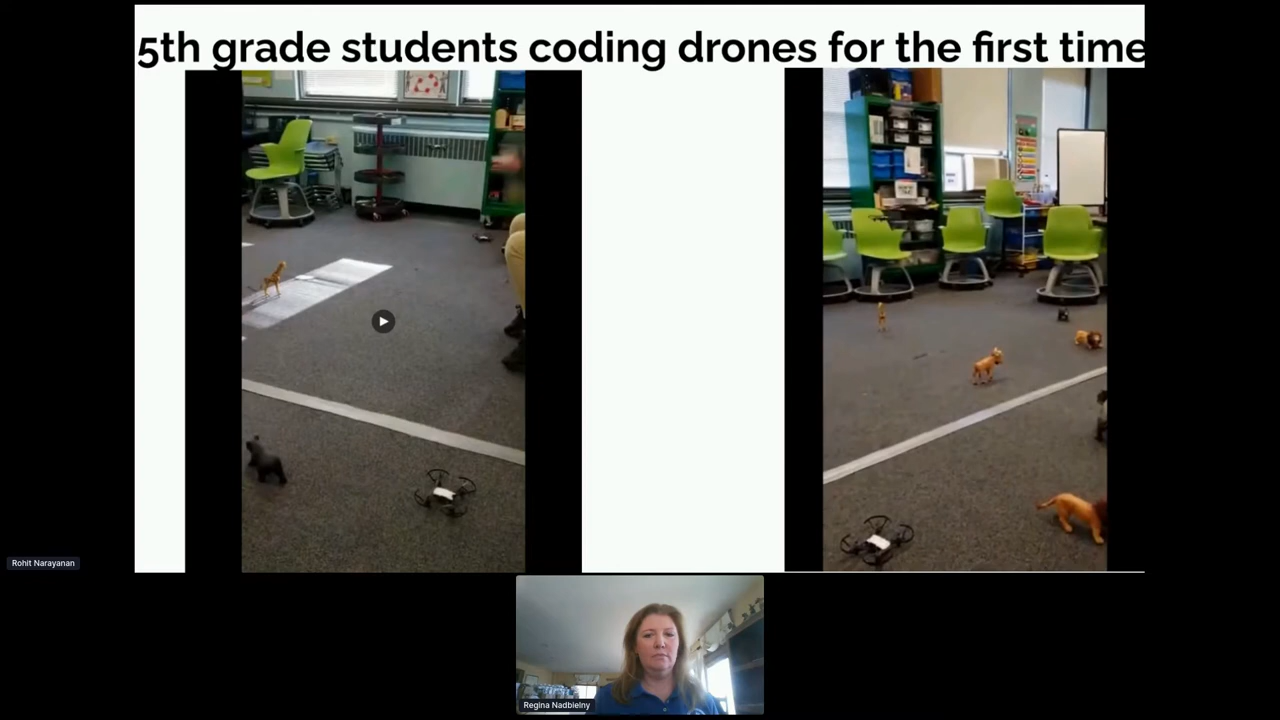 5th grade students coding drones for the first time
Rohit Narayanan
Regina Nadbielny